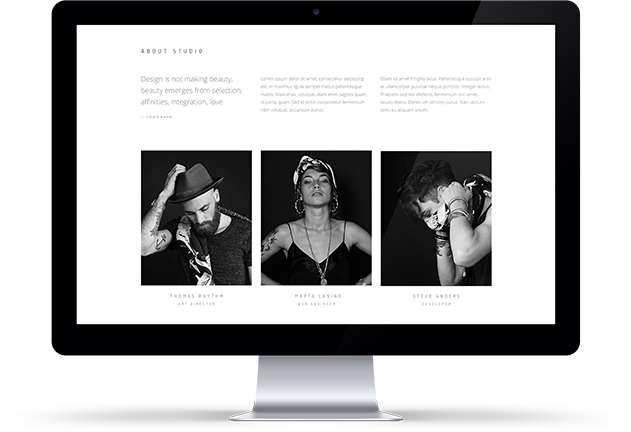 ABOUT STUDIO
Design is not making beauty,
beauty emerges from selection,
affinities, integration, love.
— LOUIS KAHN
Lorem ipsum dolor sit amet, consectetur adipiscing
elit. In maximus ligula semper metus pellentesque
mattis. Maecenas volutpat, diam enim sagittis quam,
id porta quam. Sed id dolor consectetur fermentum
nibh volutpat, accumsan purus.
Etiam sit amet fringilla lacus. Pellentesque suscipit ante
at ullamcorper pulvinar neque porttitor. Integer lectus.
Praesent sed nisi eleifend, fermentum orci amet,
iaculis libero. Donec vel ultrices purus. Nam dictum
sem, eu aliquam ipsum.
THOMAS RHYTHM
ART DIRECTOR
MARTA LANING
WEB ENGINEER
STEVE ANDERS
DEVELOPER